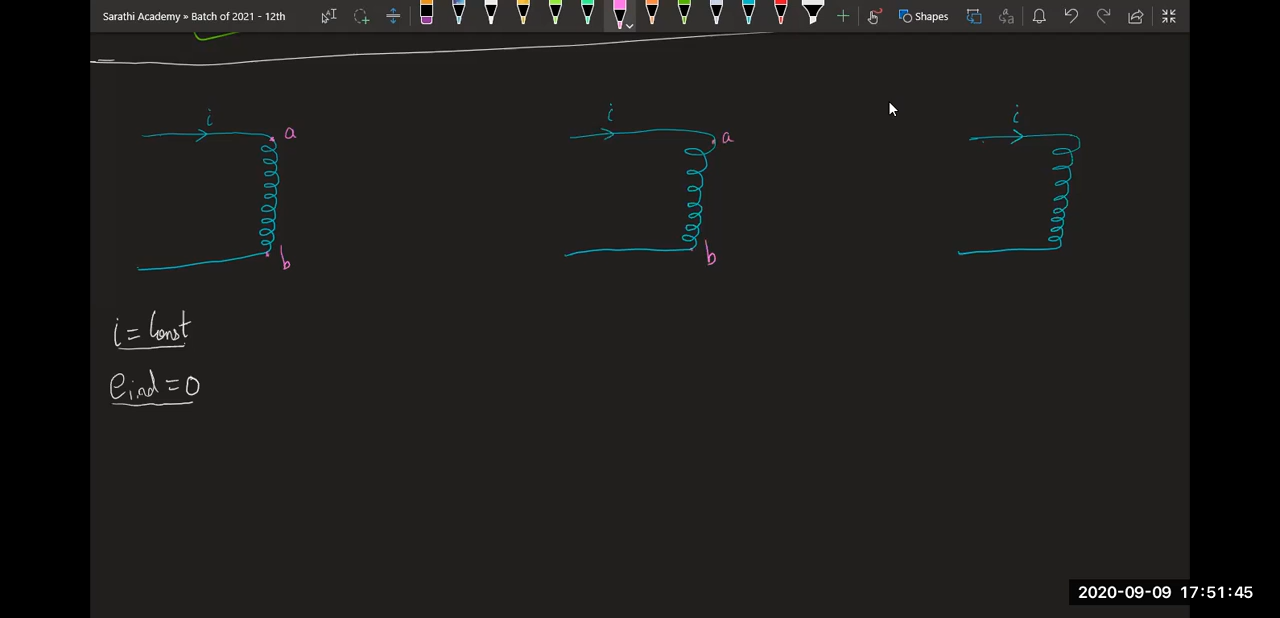 Sarathi Academy » Batch of 2021 - 12th
Shapes
i
a
b
i
a
b
i
i = Const
eind = 0
2020-09-09 17:51:45